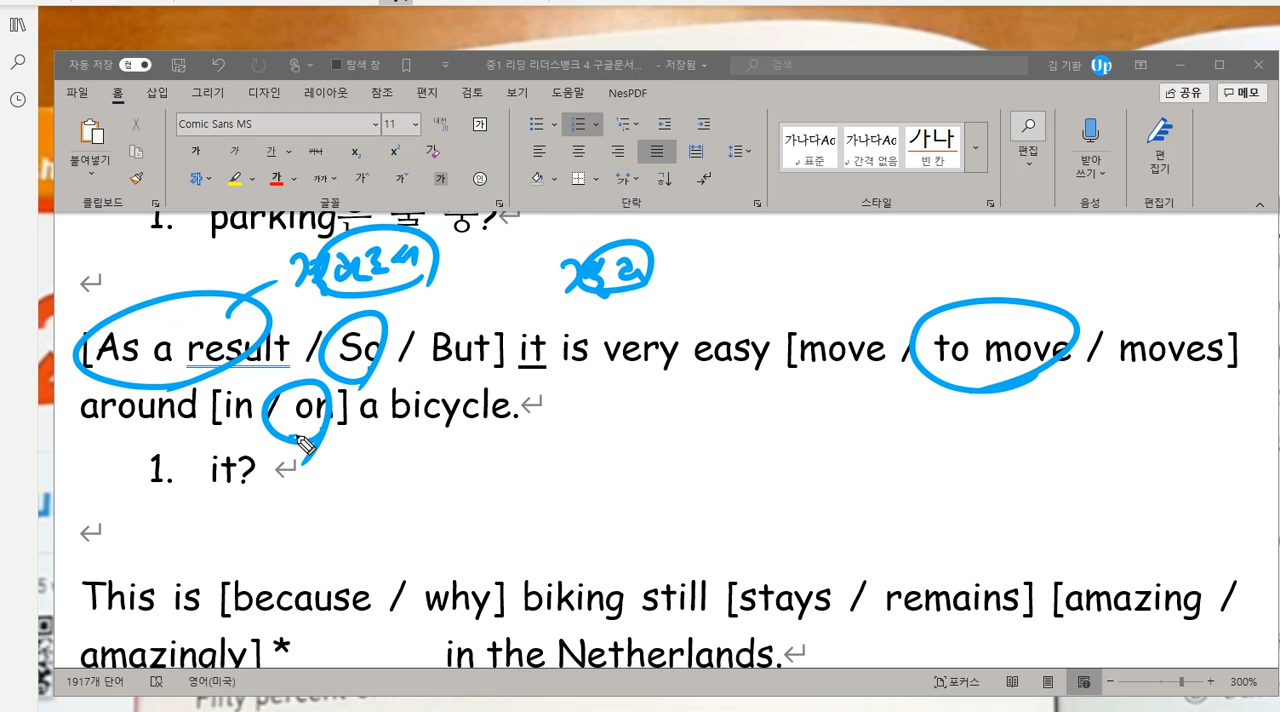 자동 저장 켬 탐색 창 중1 리딩 리더스뱅크 4 구글문서... - 저장됨 검색 김 기환 Up
파일 홈 삽입 그리기 디자인 레이아웃 참조 편지 검토 보기 도움말 NesPDF 공유 메모
Comic Sans MS 11 가나다Ac 가나다Ac 가나
붙여넣기 표준 간격 없음 빈 칸 편집 받아쓰기 편집기
클립보드 글꼴 단락 스타일 음성 편집기
1. parking은
[As a result / So / But] it is very easy [move / to move / moves]
around [in / on] a bicycle.
1. it?
This is [because / why] biking still [stays / remains] [amazing /
amazingly] * in the Netherlands.
1917개 단어 영어(미국) 포커스 300%